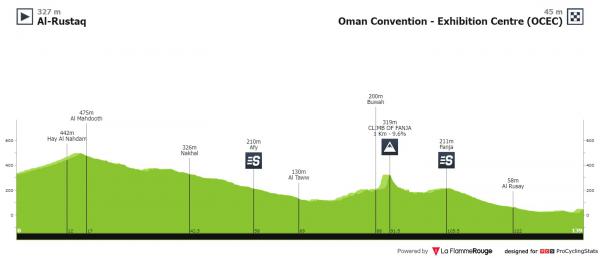 327 m
Al-Rustaq
45 m
Oman Convention - Exhibition Centre (OCEC)
475m
Al Mahdooth
442m
Hay Al Nahdam
326m
Nakhal
210m
Afy
S
130m
Al Taww
200m
Buwah
319m
CLIMB OF FANJA
1 Km - 9.6%
211m
Fanja
S
58m
Al Rusay
600
400
200
0
600
400
200
0
0
12
17
42.5
58
69
88
91.5
105.5
122
139
Powered by La FlammeRouge designed for PCS ProCyclingStats